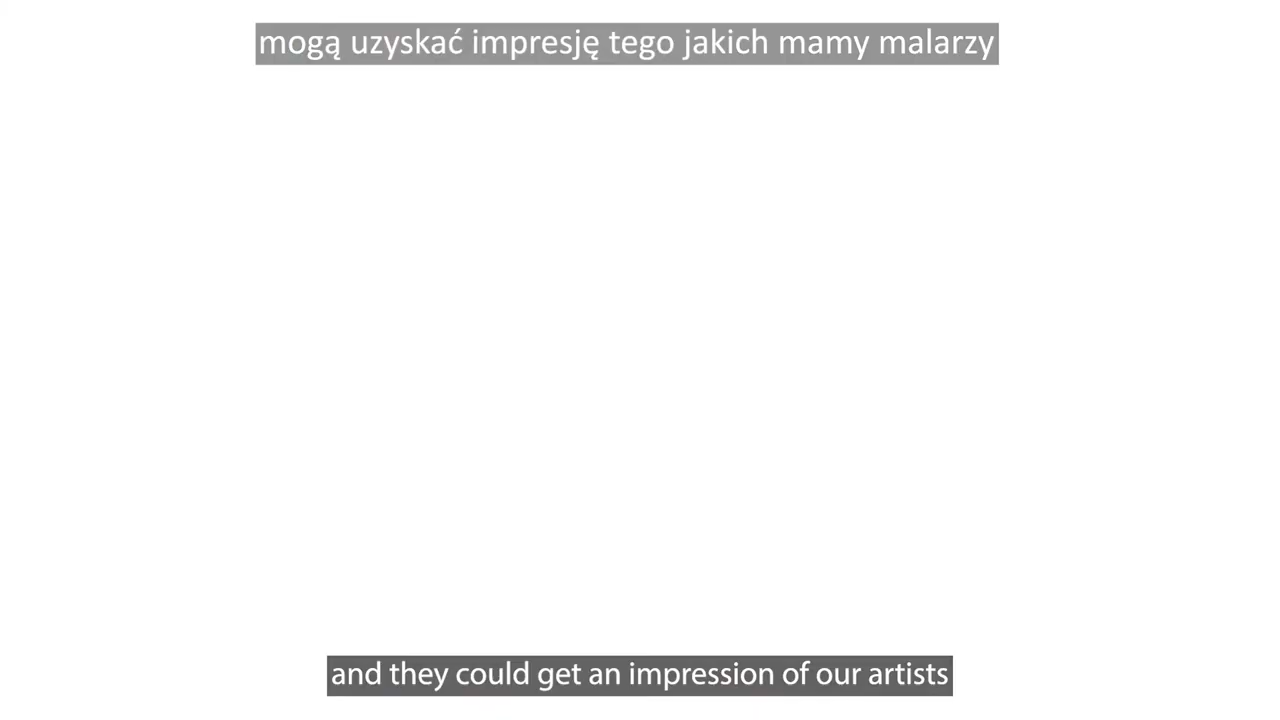 mogą uzyskać impresję tego jakich mamy malarzy
and they could get an impression of our artists